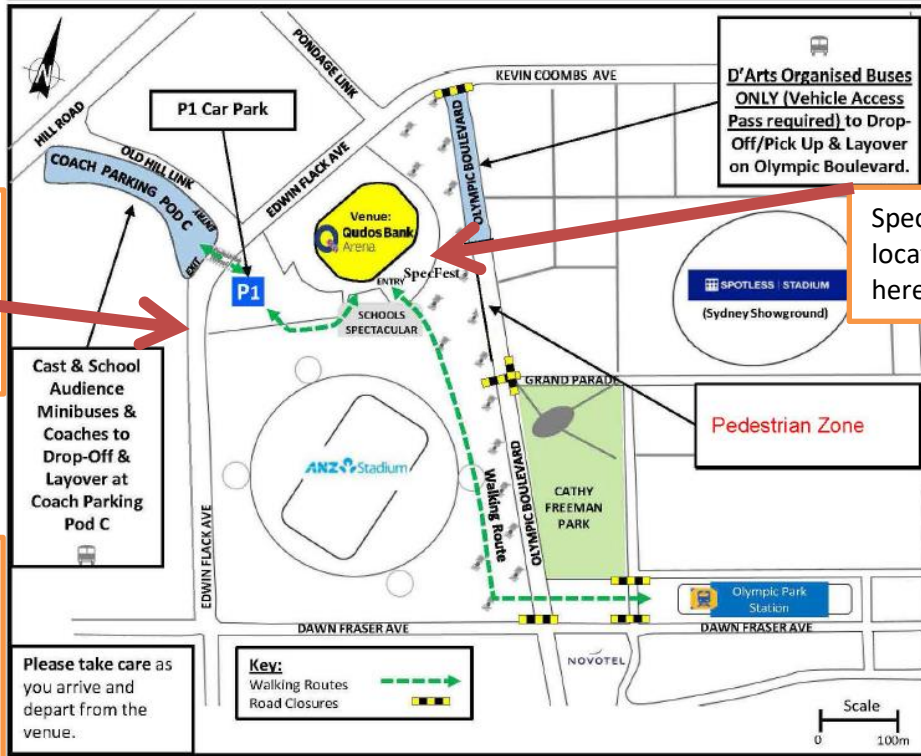 PONDAGE LINK
KEVIN COOMBS AVE
HILL ROAD
P1 Car Park
D'Arts Organised Buses
ONLY (Vehicle Access
Pass required) to Drop-
Off/Pick Up & Layover
on Olympic Boulevard.
OLD HILL LINK
COACH PARKING POD C
EDWIN FLACK AVE
OLYMPIC BOULEVARD
Venue:
Qudos Bank
Arena
EXIT
P1
ENTRY
SpecFest
SCHOOLS
SPECTACULAR
SPOTLESS STADIUM
(Sydney Showground)
Spec
loca
here
Cast & School
Audience
Minibuses &
Coaches to
Drop-Off &
Layover at
Coach Parking
Pod C
GRAND PARADE
Pedestrian Zone
ANZ Stadium
Walking Route
OLYMPIC BOULEVARD
CATHY
FREEMAN
PARK
EDWIN FLACK AVE
Olympic Park
Station
DAWN FRASER AVE
DAWN FRASER AVE
NOVOTEL
Please take care as
you arrive and
depart from the
venue.
Key:
Walking Routes
Road Closures
Scale
0 100m